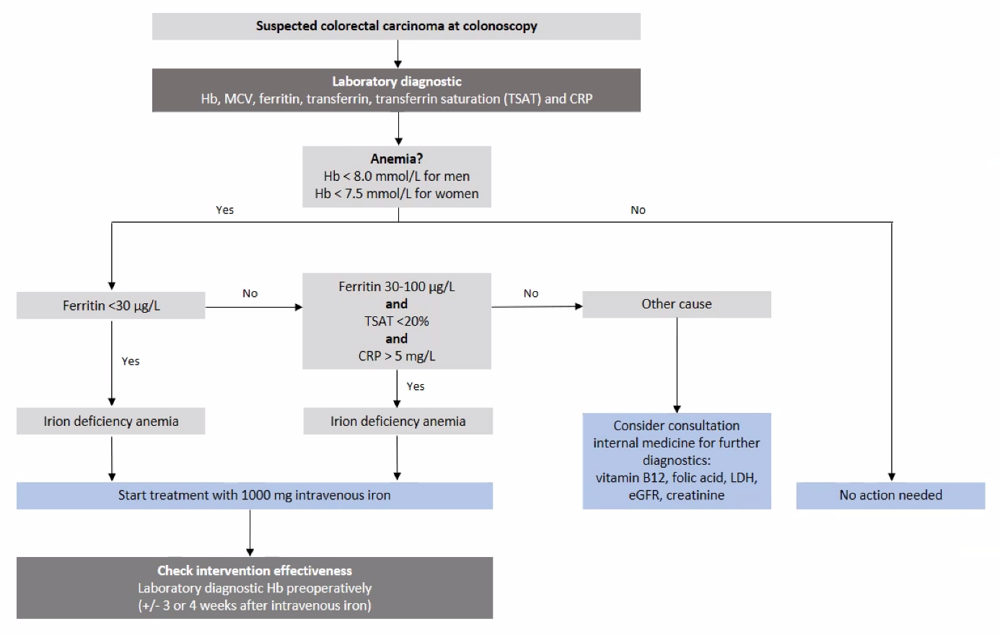 Suspected colorectal carcinoma at colonoscopy
Laboratory diagnostic
Hb, MCV, ferritin, transferrin, transferrin saturation (TSAT) and CRP
Anemia?
Hb < 8.0 mmol/L for men
Hb < 7.5 mmol/L for women
Yes
No
Ferritin <30 µg/L
No
Ferritin 30-100 µg/L
and
TSAT <20%
and
CRP > 5 mg/L
No
Other cause
Yes
Yes
Irion deficiency anemia
Irion deficiency anemia
Consider consultation
internal medicine for further
diagnostics:
vitamin B12, folic acid, LDH,
eGFR, creatinine
Start treatment with 1000 mg intravenous iron
No action needed
Check intervention effectiveness
Laboratory diagnostic Hb preoperatively
(+/- 3 or 4 weeks after intravenous iron)